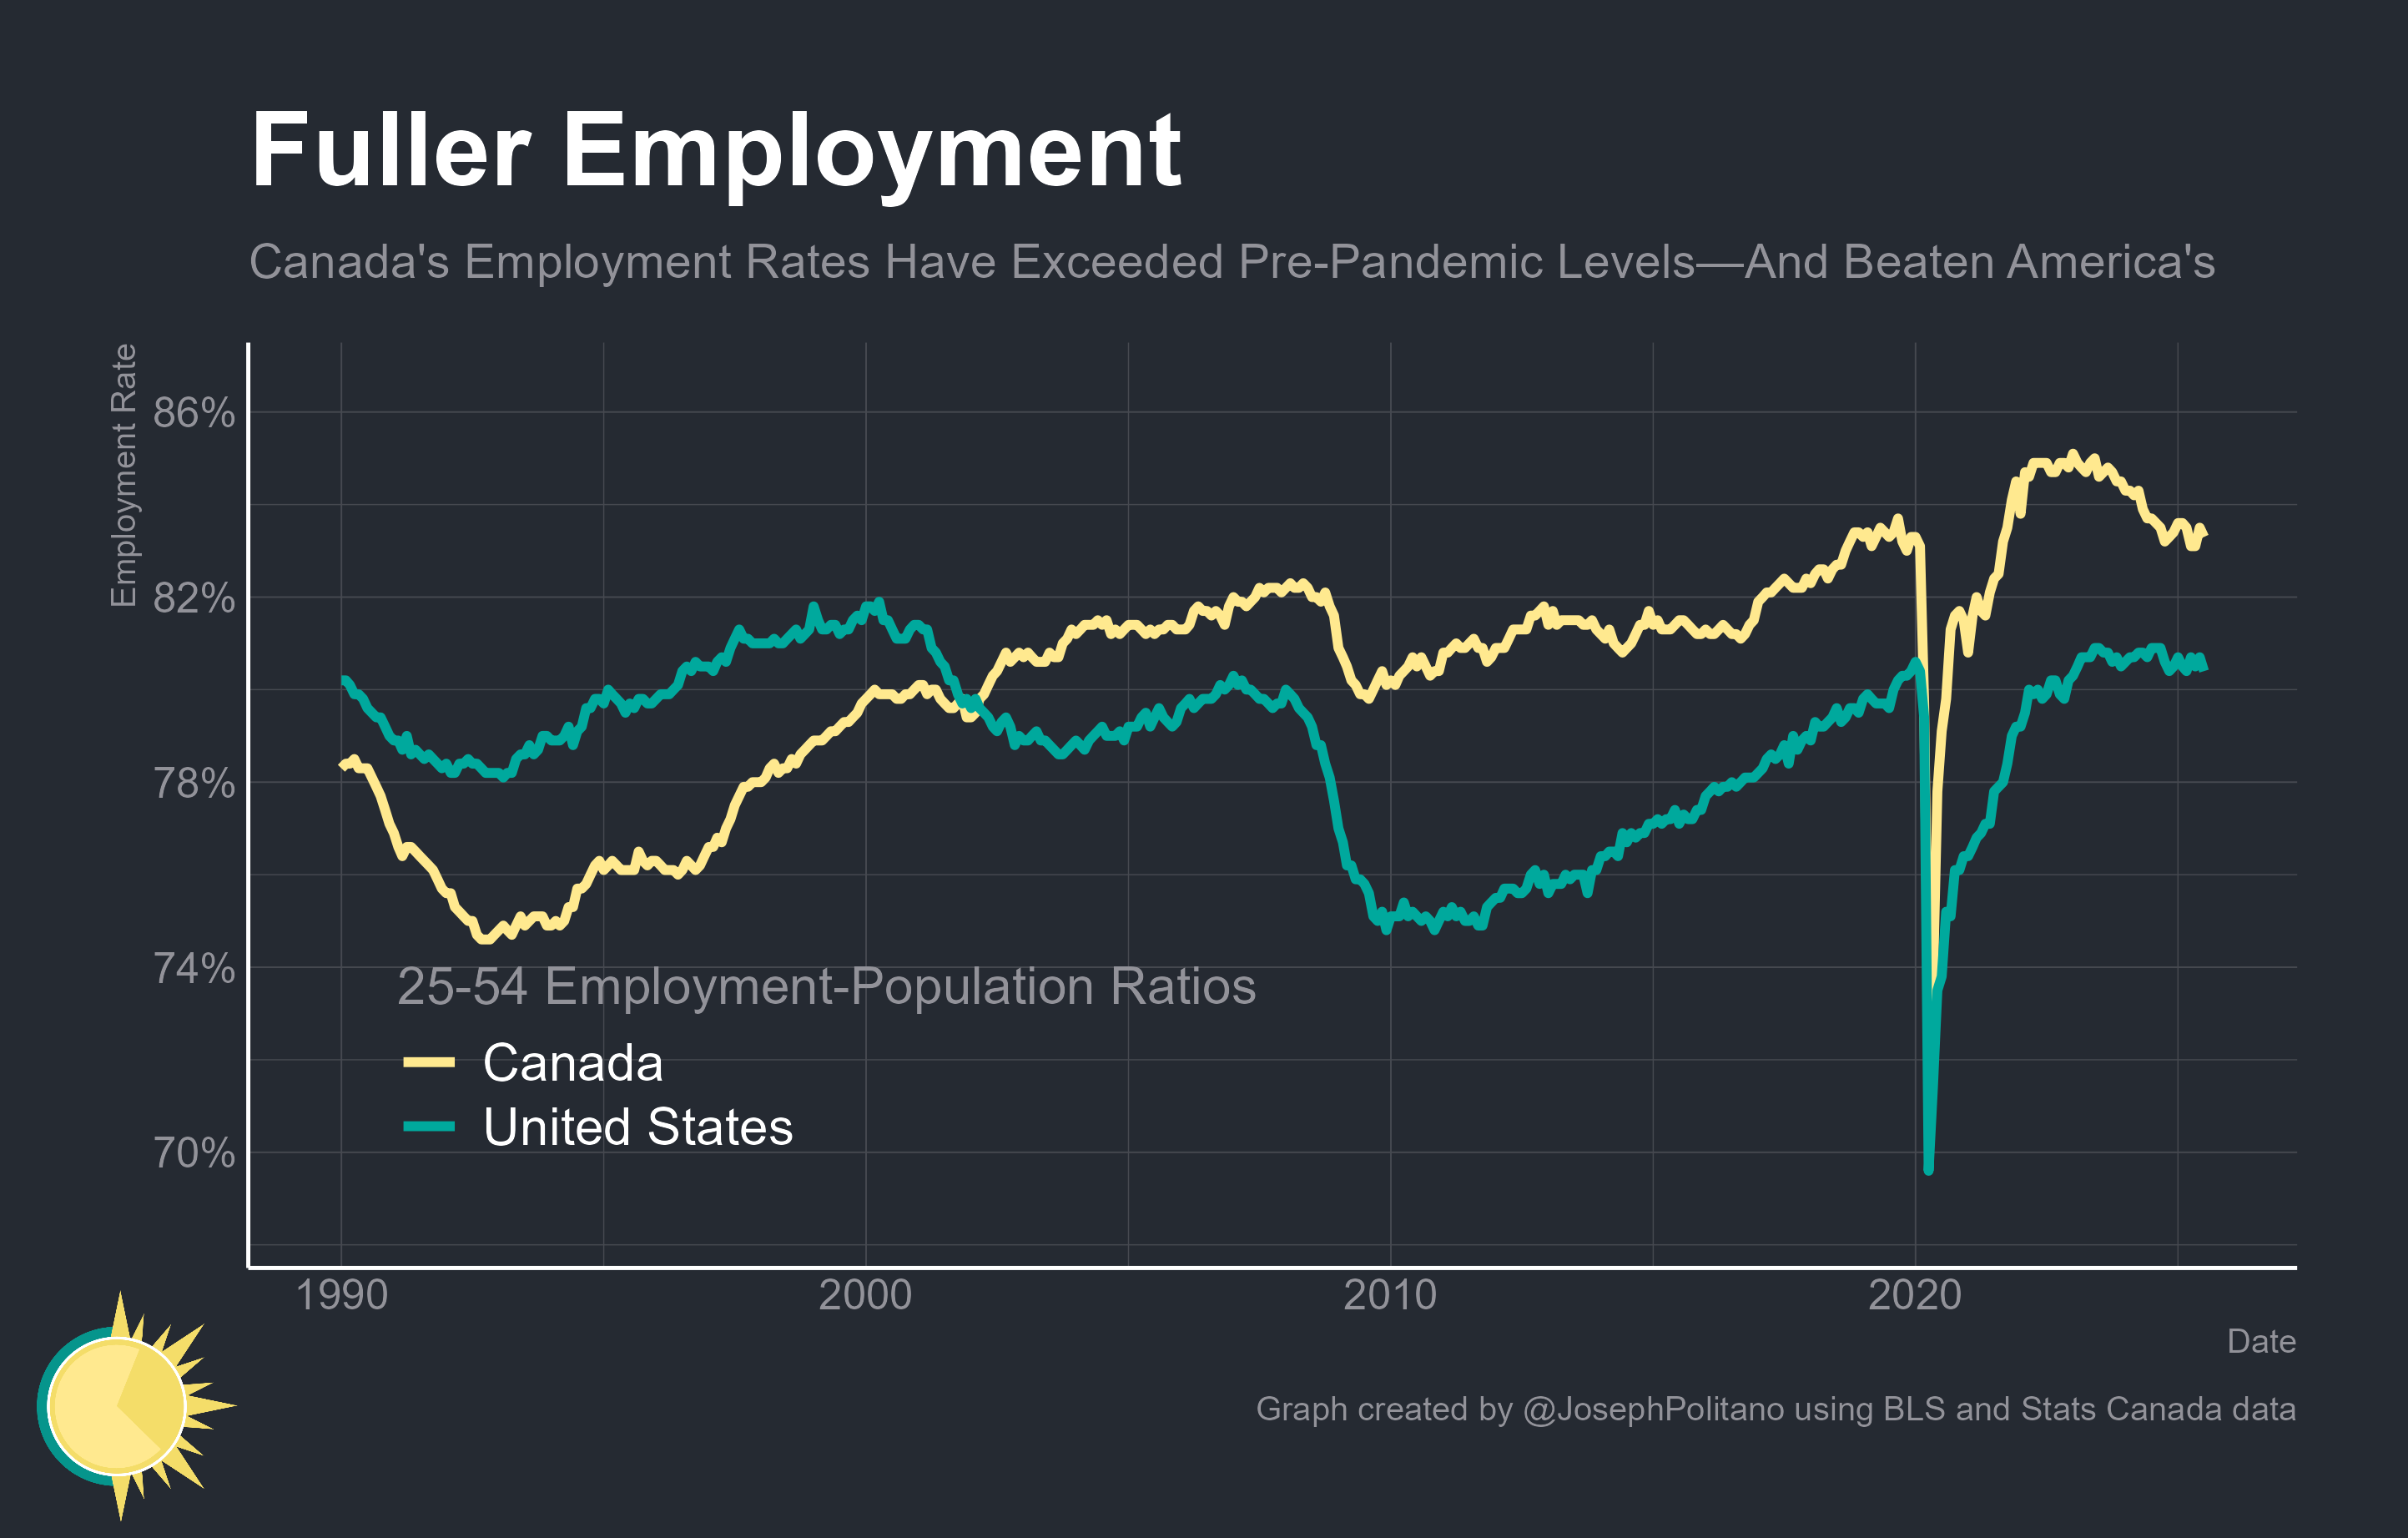 Fuller Employment
Canada's Employment Rates Have Exceeded Pre-Pandemic Levels—And Beaten America's
Employment Rate
86%
82%
78%
74%
70%
25-54 Employment-Population Ratios
Canada
United States
1990
2000
2010
2020
Date
Graph created by @JosephPolitano using BLS and Stats Canada data